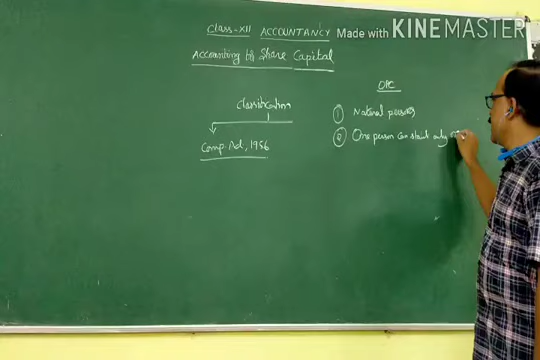 Class-XII ACCOUNTANCY
Made with KINEMASTER
Accounting to Share Capital
OPC
Classification
① Natural persons
② One person can start only
Comp. Act, 1956